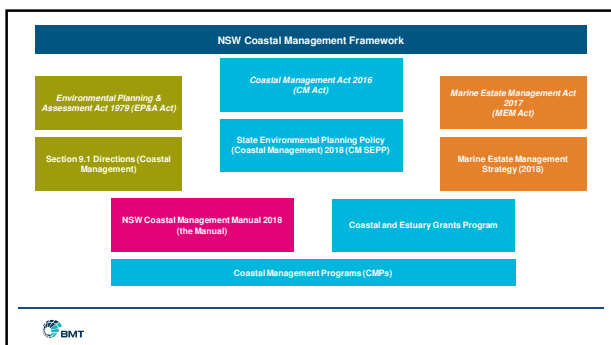 NSW Coastal Management Framework
Coastal Management Act 2016
(CM Act)
Environmental Planning &
Assessment Act 1979 (EP&A Act)
Marine Estate Management Act
2017
(MEM Act)
State Environmental Planning Policy
(Coastal Management) 2018 (CM SEPP)
Section 9.1 Directions (Coastal
Management)
Marine Estate Management
Strategy (2018)
NSW Coastal Management Manual 2018
(the Manual)
Coastal and Estuary Grants Program
Coastal Management Programs (CMPs)
BMT